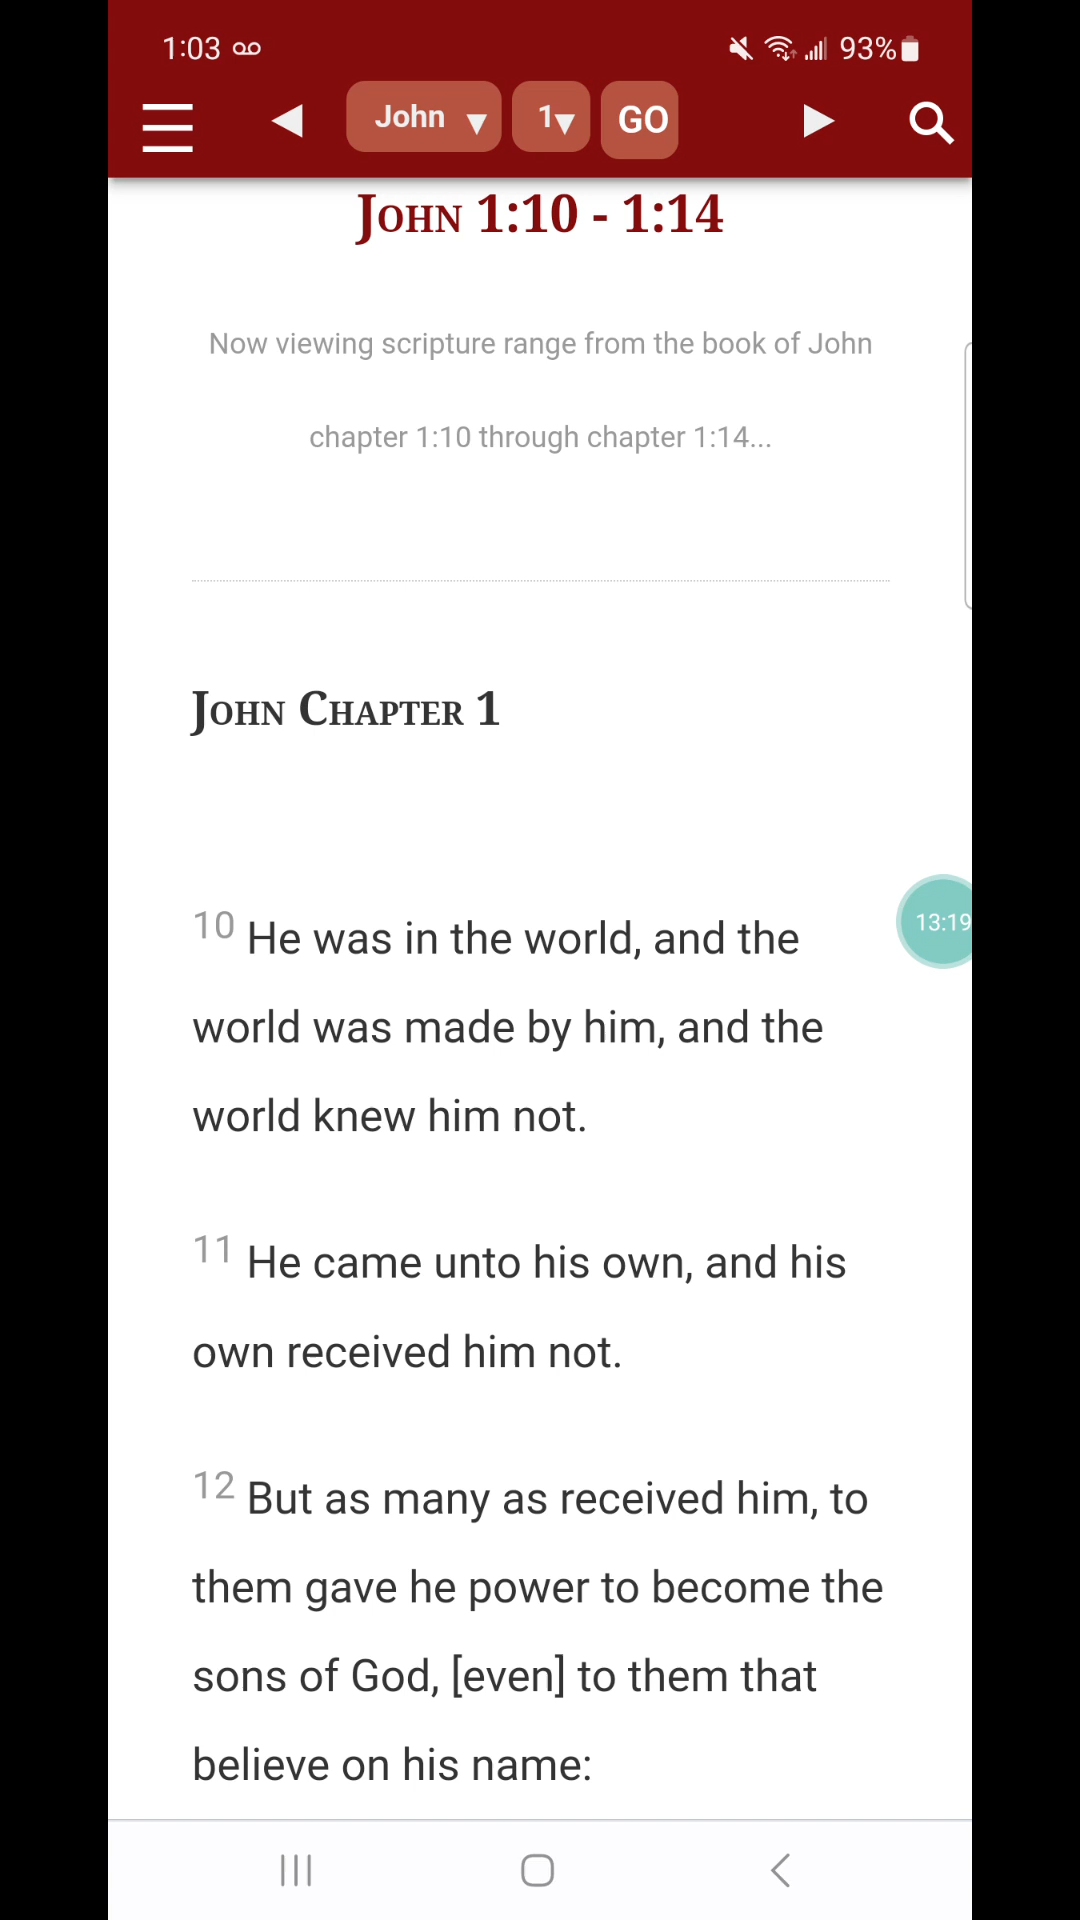 1:03 93%
John 1 GO
John 1:10 - 1:14
Now viewing scripture range from the book of John
chapter 1:10 through chapter 1:14...
John Chapter 1
10 He was in the world, and the
world was made by him, and the
world knew him not.
13:19
11 He came unto his own, and his
own received him not.
12 But as many as received him, to
them gave he power to become the
sons of God, [even] to them that
believe on his name: